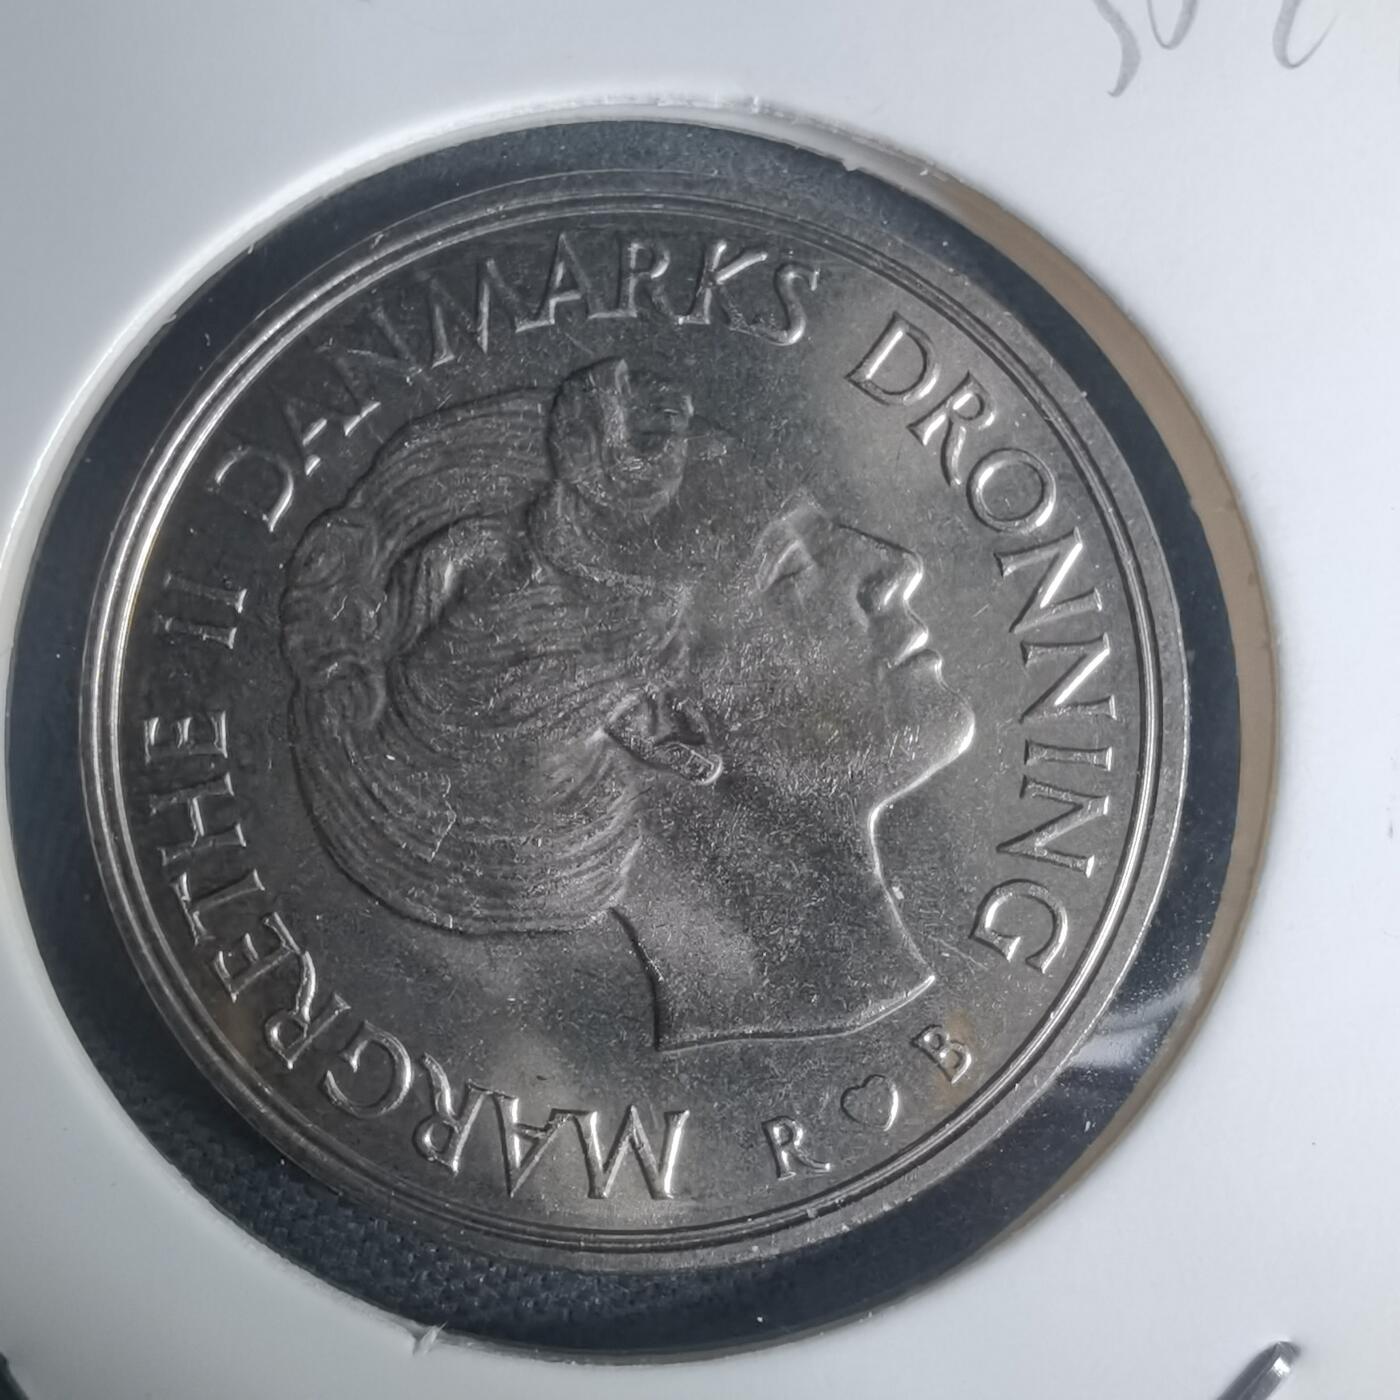 MARGRETHE II DANMARKS DRONNING
R ♡ B